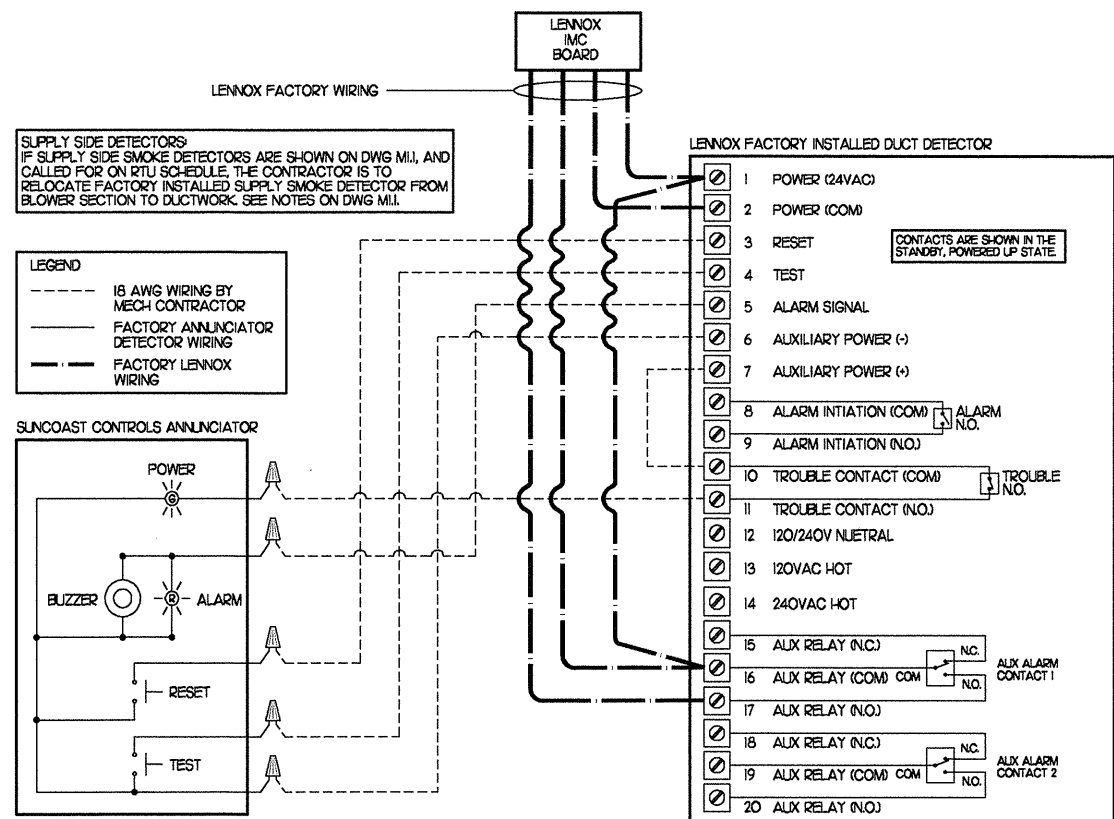 LENNOX
IMC
BOARD
LENNOX FACTORY WIRING
SUPPLY SIDE DETECTORS:
IF SUPPLY SIDE SMOKE DETECTORS ARE SHOWN ON DWG M1.1, AND
CALLED FOR ON RTU SCHEDULE, THE CONTRACTOR IS TO
RELOCATE FACTORY INSTALLED SUPPLY SMOKE DETECTOR FROM
BLOWER SECTION TO DUCTWORK. SEE NOTES ON DWG M1.1.
LEGEND
18 AWG WIRING BY
MECH CONTRACTOR
FACTORY ANNUNCIATOR
DETECTOR WIRING
FACTORY LENNOX
WIRING
SUNCOAST CONTROLS ANNUNCIATOR
POWER
G
BUZZER
R
ALARM
RESET
TEST
LENNOX FACTORY INSTALLED DUCT DETECTOR
1 POWER (24VAC)
2 POWER (COM)
3 RESET
CONTACTS ARE SHOWN IN THE
STANDBY, POWERED UP STATE.
4 TEST
5 ALARM SIGNAL
6 AUXILIARY POWER (-)
7 AUXILIARY POWER (+)
8 ALARM INTIATION (COM)
ALARM
N.O.
9 ALARM INTIATION (N.O.)
10 TROUBLE CONTACT (COM)
TROUBLE
N.O.
11 TROUBLE CONTACT (N.O.)
12 120/240V NUETRAL
13 120VAC HOT
14 240VAC HOT
15 AUX RELAY (N.C.)
N.C.
16 AUX RELAY (COM) COM
N.O.
AUX ALARM
CONTACT 1
17 AUX RELAY (N.O.)
18 AUX RELAY (N.C.)
N.C.
19 AUX RELAY (COM) COM
N.O.
AUX ALARM
CONTACT 2
20 AUX RELAY (N.O.)